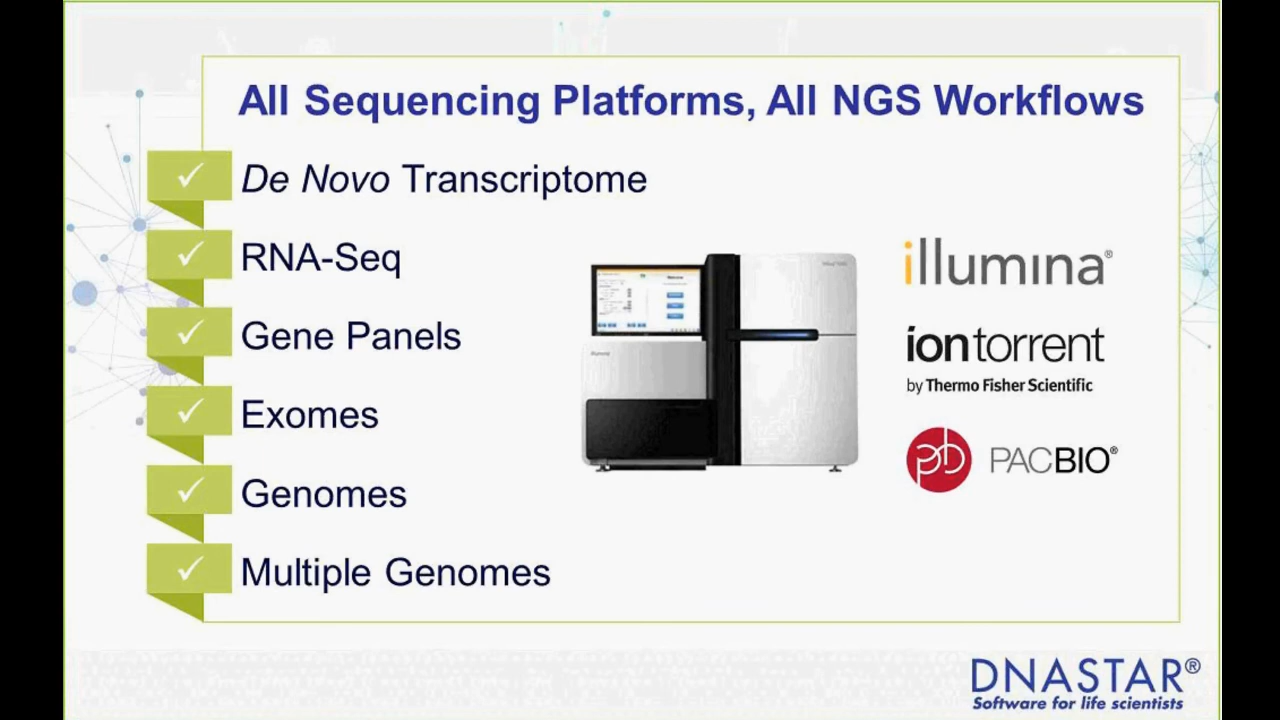 All Sequencing Platforms, All NGS Workflows
De Novo Transcriptome
RNA-Seq
Gene Panels
Exomes
Genomes
Multiple Genomes
illumina®
iontorrent
by Thermo Fisher Scientific
pb PACBIO®
DNASTAR®
Software for life scientists